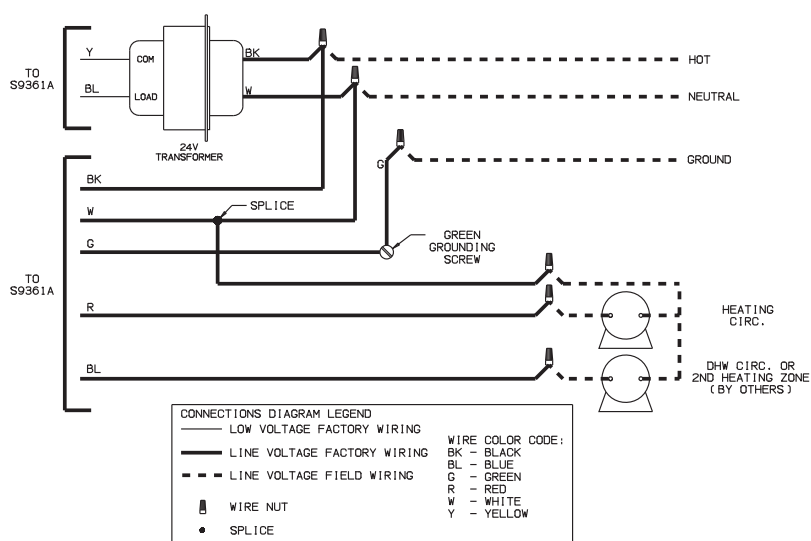 Y
COM
BK
HOT
TO
S9361A
BL
LOAD
W
NEUTRAL
24V
TRANSFORMER
G
GROUND
BK
W
SPLICE
G
GREEN
GROUNDING
SCREW
TO
S9361A
R
HEATING
CIRC.
BL
DHW CIRC. OR
2ND HEATING ZONE
(BY OTHERS)
CONNECTIONS DIAGRAM LEGEND
LOW VOLTAGE FACTORY WIRING
LINE VOLTAGE FACTORY WIRING
LINE VOLTAGE FIELD WIRING
WIRE NUT
SPLICE
WIRE COLOR CODE:
BK - BLACK
BL - BLUE
G - GREEN
R - RED
W - WHITE
Y - YELLOW